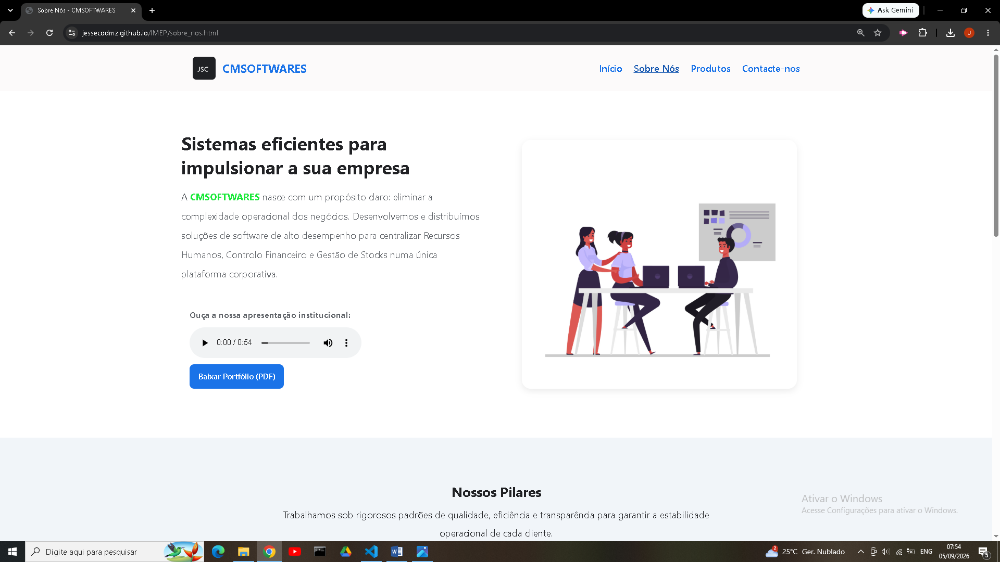 Sobre Nós - CMSOFTWARES
Ask Gemini
jessecodmz.github.io/IMEP/sobre_nos.html
J
JSC
CMSOFTWARES
Início
Sobre Nós
Produtos
Contacte-nos
Sistemas eficientes para
impulsionar a sua empresa
A CMSOFTWARES nasce com um propósito claro: eliminar a
complexidade operacional dos negócios. Desenvolvemos e distribuímos
soluções de software de alto desempenho para centralizar Recursos
Humanos, Controlo Financeiro e Gestão de Stocks numa única
plataforma corporativa.
Ouça a nossa apresentação institucional:
0:00 / 0:54
Baixar Portfólio (PDF)
Nossos Pilares
Trabalhamos sob rigorosos padrões de qualidade, eficiência e transparência para garantir a estabilidade
operacional de cada cliente.
Ativar o Windows
Acesse Configurações para ativar o Windows.
Digite aqui para pesquisar
2
25°C Ger. Nublado
ENG
07:54
05/09/2026
5